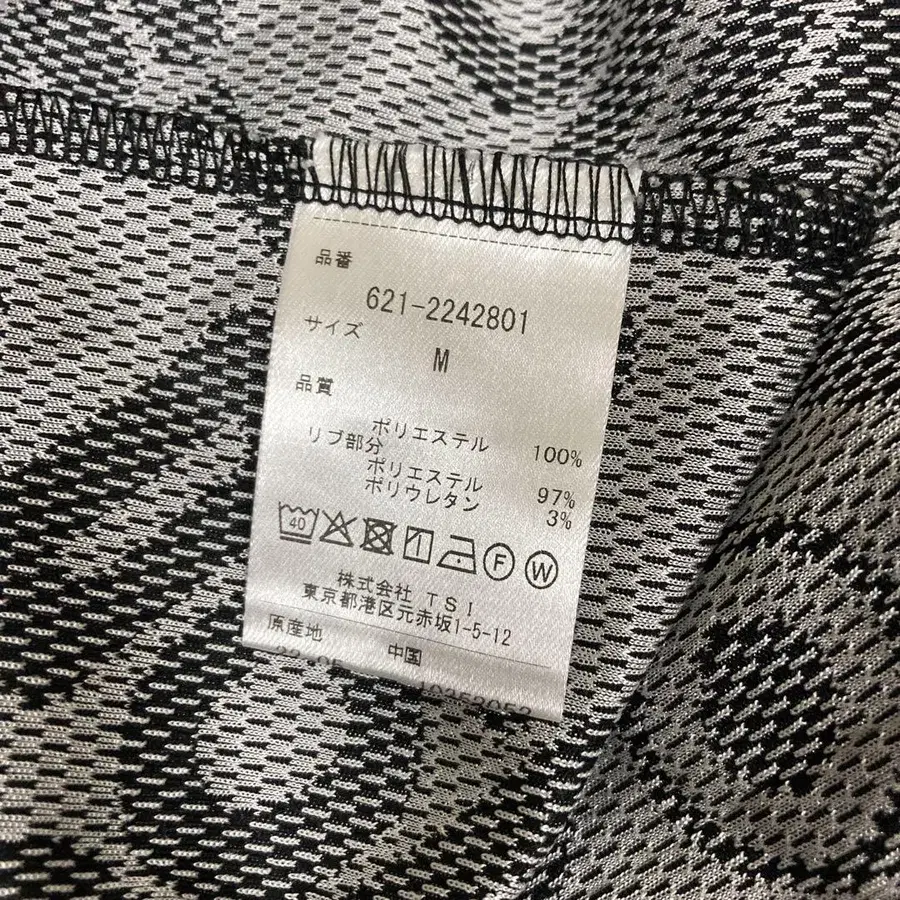 品番
621-2242801
サイズ
M
品質
ポリエステル 100%
リブ部分
ポリエステル 97%
ポリウレタン 3%
40
F W
株式会社 TSI
東京都港区元赤坂1-5-12
原産地
中国